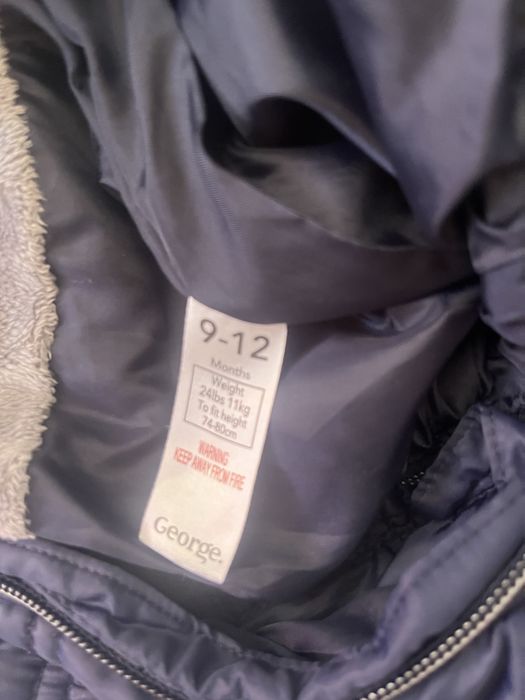 9-12
Months
Weight
24lbs 11kg
To fit height
74-80cm
WARNING
KEEP AWAY FROM FIRE
George.